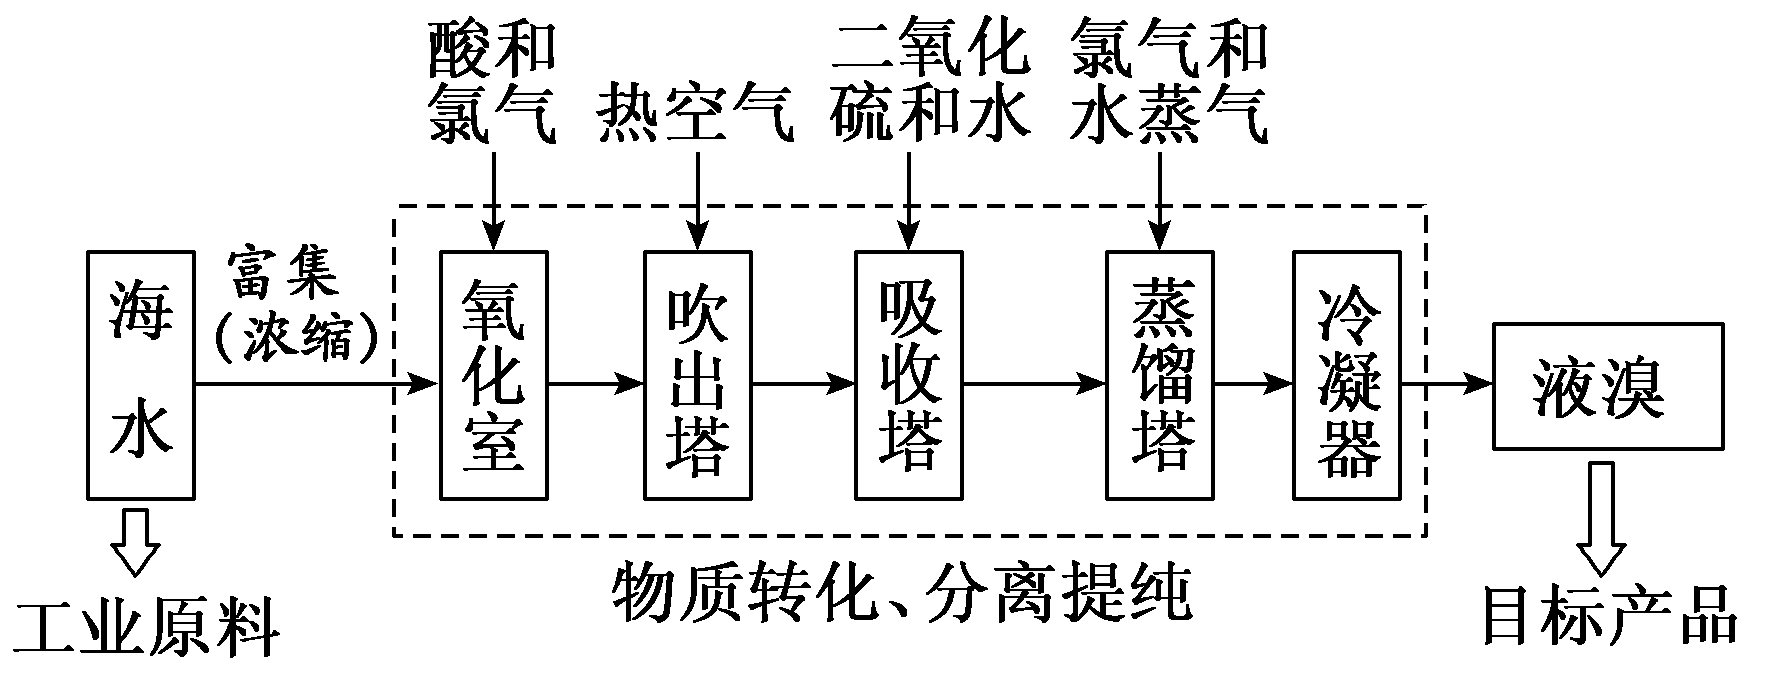 酸和
氯气
热空气
二氧化
硫和水
氯气和
水蒸气
海水
富集
(浓缩)
氧化室
吹出塔
吸收塔
蒸馏塔
冷凝器
液溴
物质转化、分离提纯
工业原料
目标产品